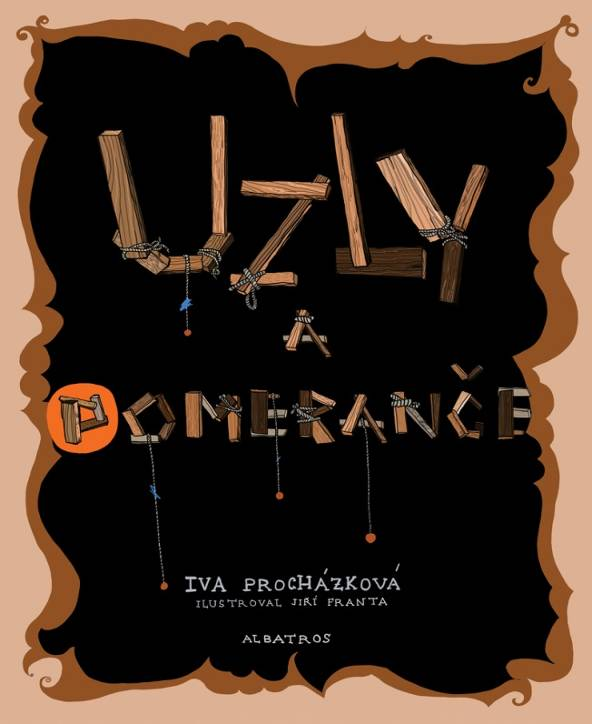 UZLY
A
POMERANČE
IVA PROCHÁZKOVÁ
ILUSTROVAL JIŘÍ FRANTA
ALBATROS